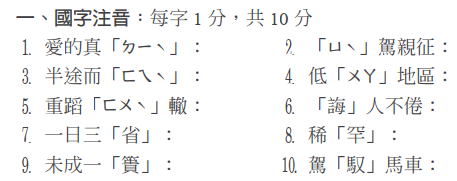 一、國字注音：每字 1 分，共 10 分
1. 愛的真「ㄉㄧˋ」： 2. 「ㄩˋ」駕親征：
3. 半途而「ㄈㄟˋ」： 4. 低「ㄨㄚ」地區：
5. 重蹈「ㄈㄨˋ」轍： 6. 「誨」人不倦：
7. 一日三「省」： 8. 稀「罕」：
9. 未成一「簣」： 10. 駕「馭」馬車：